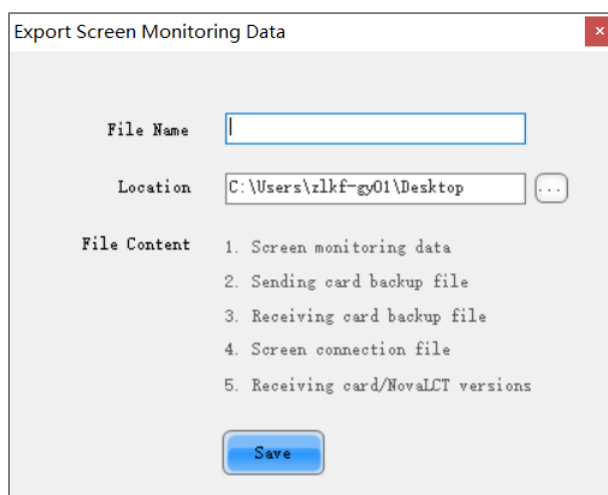 Export Screen Monitoring Data
File Name
Location C:\Users\zlkf-gy01\Desktop ...
File Content 1. Screen monitoring data
2. Sending card backup file
3. Receiving card backup file
4. Screen connection file
5. Receiving card/NovaLCT versions
Save